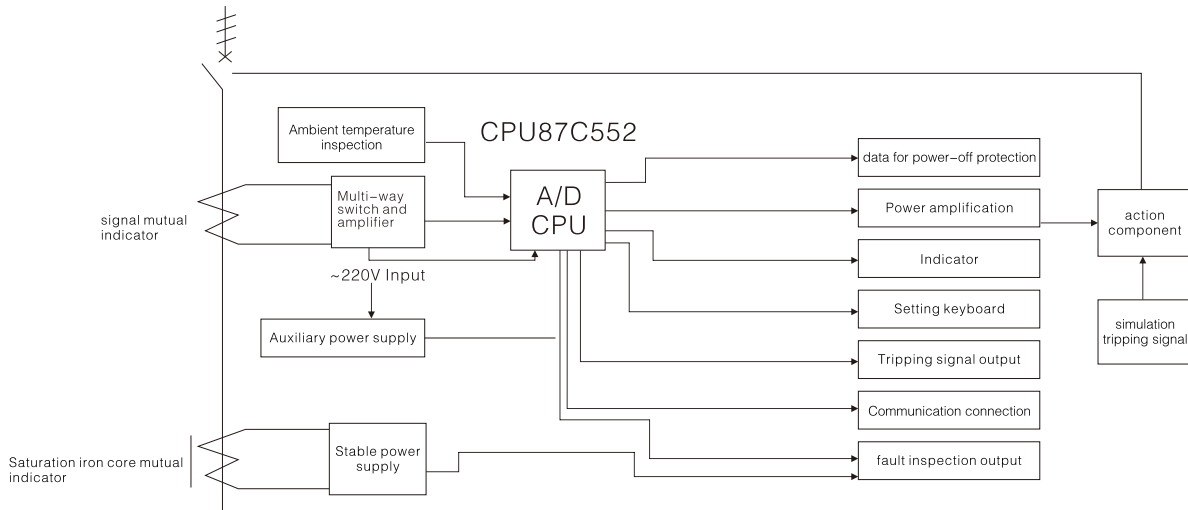 Ambient temperature
inspection
CPU87C552
data for power-off protection
Multi-way
switch and
amplifier
A/D
CPU
Power amplification
action
component
signal mutual
indicator
Indicator
~220V Input
Setting keyboard
simulation
tripping signal
Auxiliary power supply
Tripping signal output
Communication connection
Saturation iron core mutual
indicator
Stable power
supply
fault inspection output